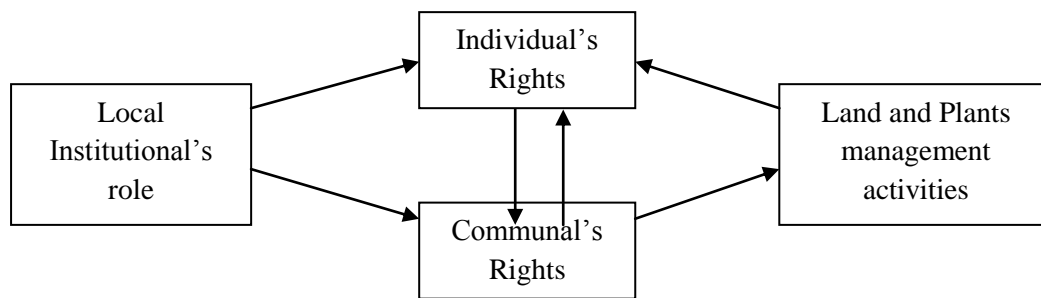 Individual’s
Rights
Local
Institutional’s
role
Land and Plants
management
activities
Communal’s
Rights